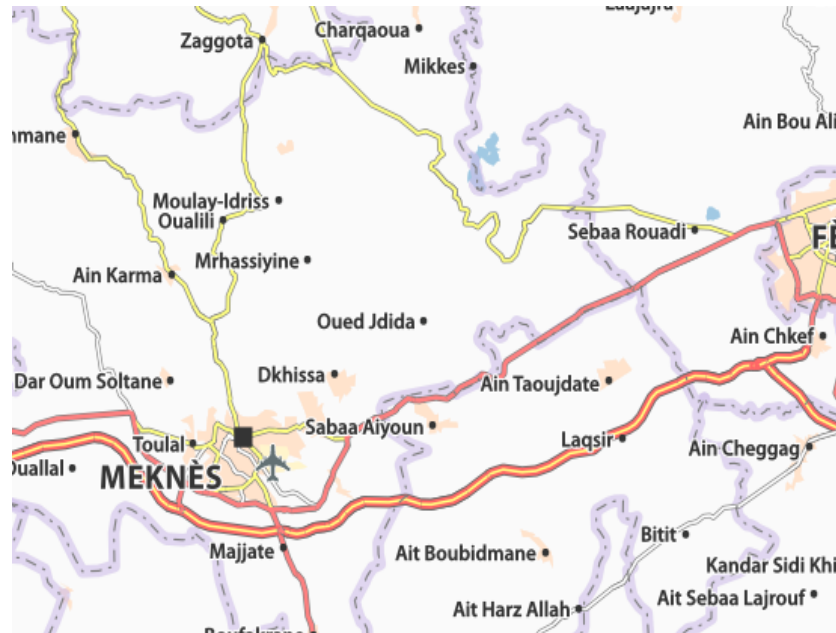 Zaggota
Charqaoua
Mikkes
Ain Bou Ali
Moulay-Idriss
Oualili
Sebaa Rouadi
Mrhassiyine
Ain Karma
Oued Jdida
Ain Chkef
Dar Oum Soltane
Dkhissa
Ain Taoujdate
Sabaa Aiyoun
Toulal
Laqsir
Ain Cheggag
MEKNÈS
Majjate
Ait Boubidmane
Bitit
Kandar Sidi Khi
Ait Harz Allah
Ait Sebaa Lajrouf